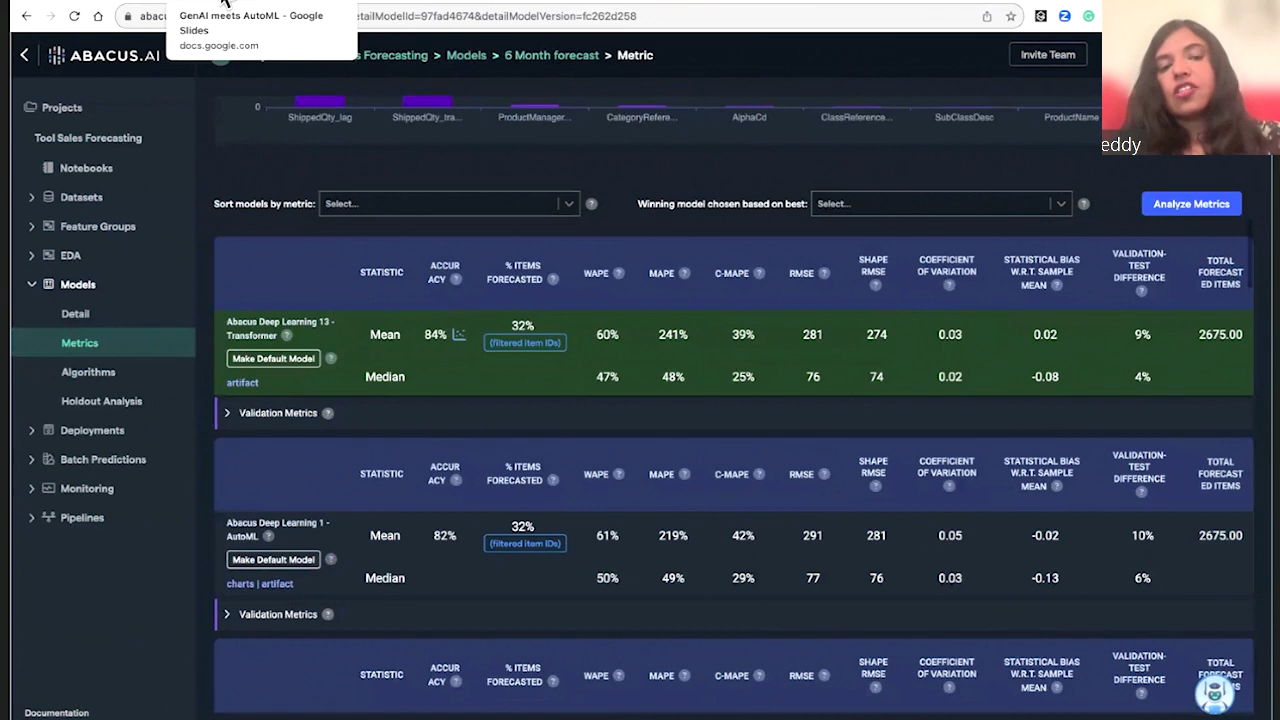 GenAI meets AutoML - Google
Slides
docs.google.com
abacu
etailModelId=97fad4674&detailModelVersion=fc262d258
ABACUS.AI
s Forecasting > Models > 6 Month forecast > Metric
Invite Team
eddy
Projects
Tool Sales Forecasting
Notebooks
Datasets
Feature Groups
EDA
Models
Detail
Metrics
Algorithms
Holdout Analysis
Deployments
Batch Predictions
Monitoring
Pipelines
Documentation
0
ShippedQty_lag ShippedQty_tra... ProductManager... CategoryRefere... AlphaCd ClassReference... SubClassDesc ProductName
Sort models by metric: Select... ? Winning model chosen based on best: Select... ? Analyze Metrics
STATISTIC ACCURACY ? % ITEMS FORECASTED ? WAPE ? MAPE ? C-MAPE ? RMSE ? SHAPE RMSE ? COEFFICIENT OF VARIATION ? STATISTICAL BIAS W.R.T. SAMPLE MEAN ? VALIDATION-TEST DIFFERENCE ? TOTAL FORECASTED ITEMS
Abacus Deep Learning 13 -
Transformer ?
Make Default Model ?
artifact
Mean 84% 32% (filtered item IDs) 60% 241% 39% 281 274 0.03 0.02 9% 2675.00
Median 47% 48% 25% 76 74 0.02 -0.08 4%
Validation Metrics ?
STATISTIC ACCURACY ? % ITEMS FORECASTED ? WAPE ? MAPE ? C-MAPE ? RMSE ? SHAPE RMSE ? COEFFICIENT OF VARIATION ? STATISTICAL BIAS W.R.T. SAMPLE MEAN ? VALIDATION-TEST DIFFERENCE ? TOTAL FORECASTED ITEMS
Abacus Deep Learning 1 -
AutoML ?
Make Default Model ?
charts | artifact
Mean 82% 32% (filtered item IDs) 61% 219% 42% 291 281 0.05 -0.02 10% 2675.00
Median 50% 49% 29% 77 76 0.03 -0.13 6%
Validation Metrics ?
STATISTIC ACCURACY ? % ITEMS FORECASTED ? WAPE ? MAPE ? C-MAPE ? RMSE ? SHAPE RMSE ? COEFFICIENT OF VARIATION ? STATISTICAL BIAS W.R.T. SAMPLE MEAN ? VALIDATION-TEST DIFFERENCE ? TOTAL